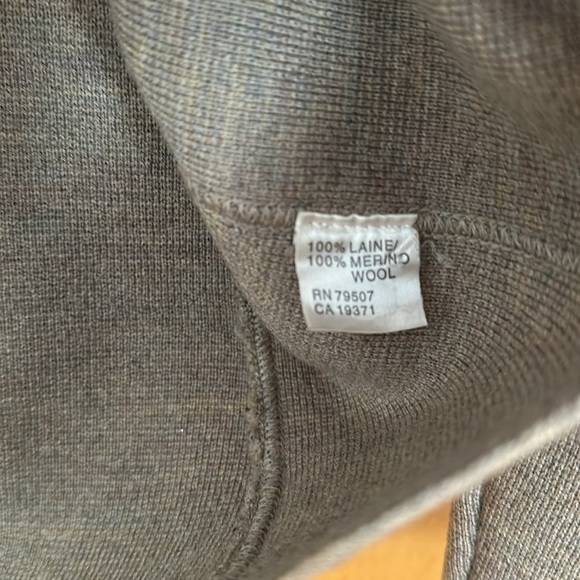 100% LAINE/
100% MERINO
WOOL
RN 79507
CA 19371